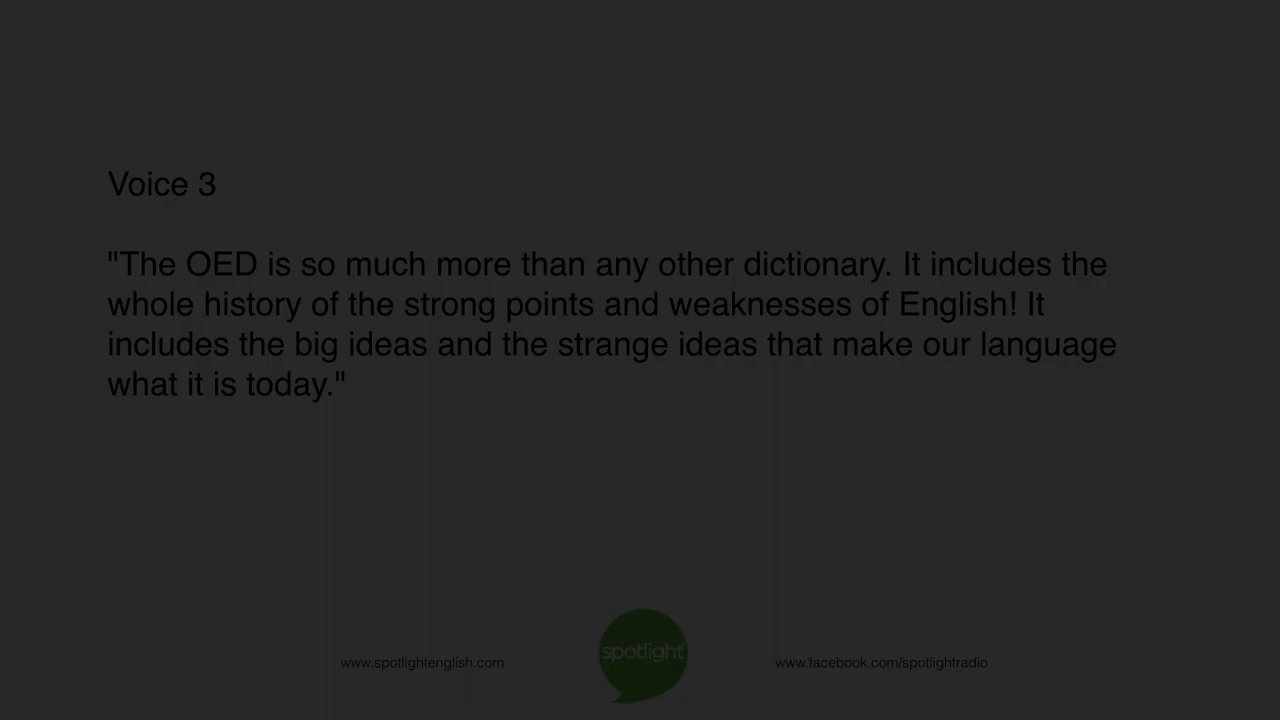 Voice 3
"The OED is so much more than any other dictionary. It includes the
whole history of the strong points and weaknesses of English! It
includes the big ideas and the strange ideas that make our language
what it is today."
www.spotlightenglish.com
spotlight
www.facebook.com/spotlightradio